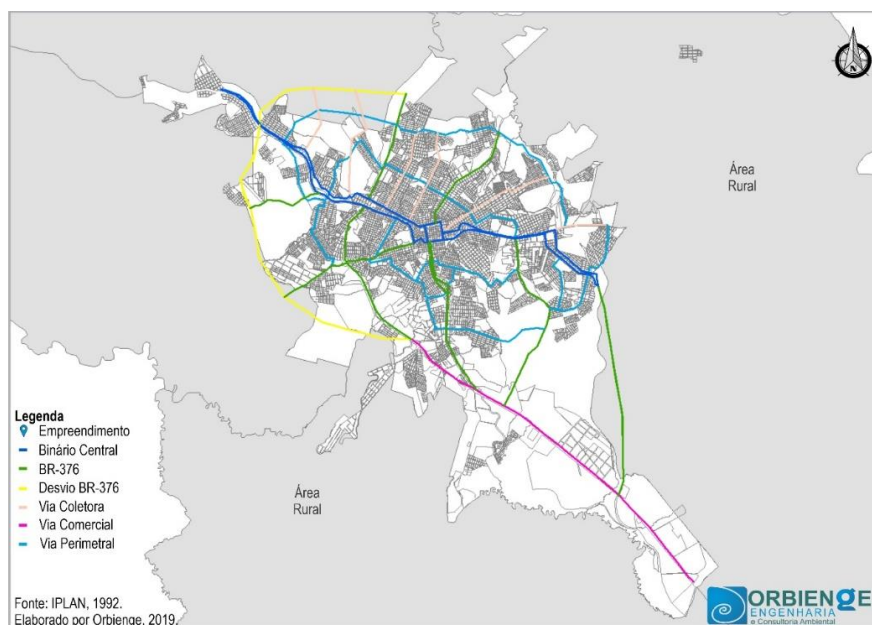 N
Área
Rural
Área
Rural
Legenda
Empreendimento
Binário Central
BR-376
Desvio BR-376
Via Coletora
Via Comercial
Via Perimetral
Fonte: IPLAN, 1992.
Elaborado por Orbienge, 2019.
ORBIENGE
ENGENHARIA
e Consultoria Ambiental